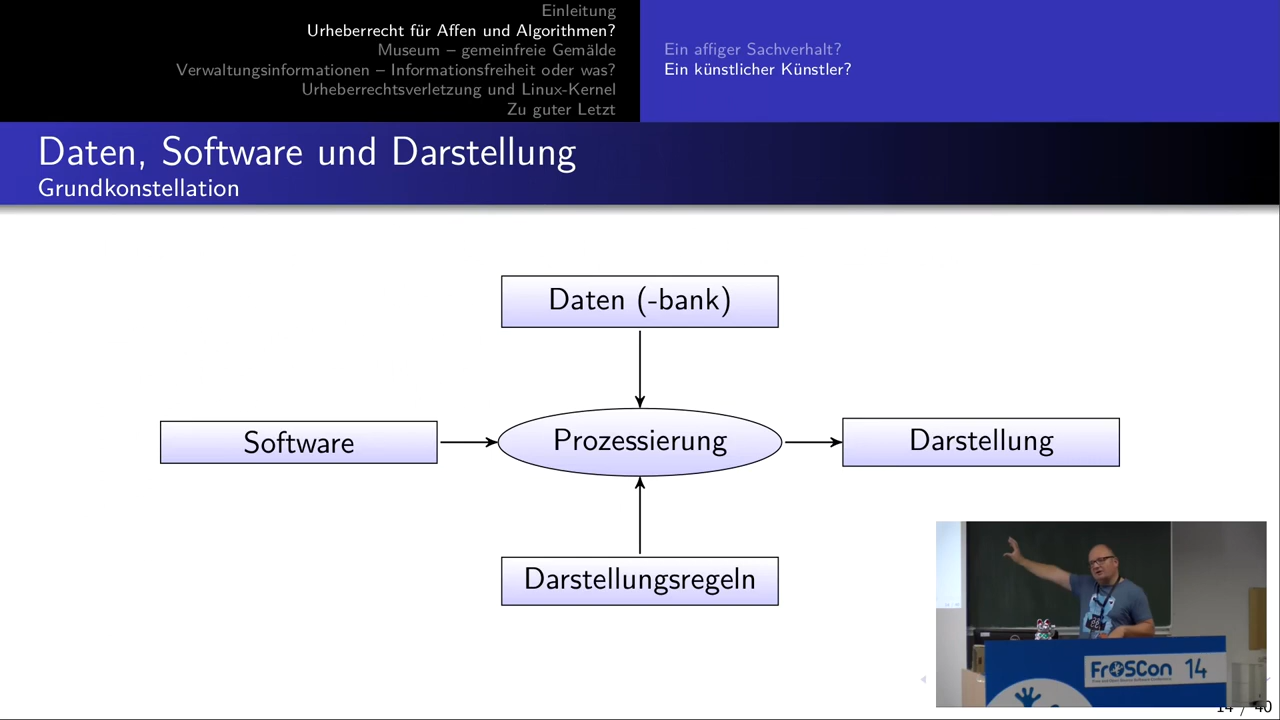 Einleitung
Urheberrecht für Affen und Algorithmen?
Museum – gemeinfreie Gemälde
Verwaltungsinformationen – Informationsfreiheit oder was?
Urheberrechtsverletzung und Linux-Kernel
Zu guter Letzt
Ein affiger Sachverhalt?
Ein künstlicher Künstler?
Daten, Software und Darstellung
Grundkonstellation
Daten (-bank)
Software
Prozessierung
Darstellung
Darstellungsregeln
FrOSCon 14
14 / 40